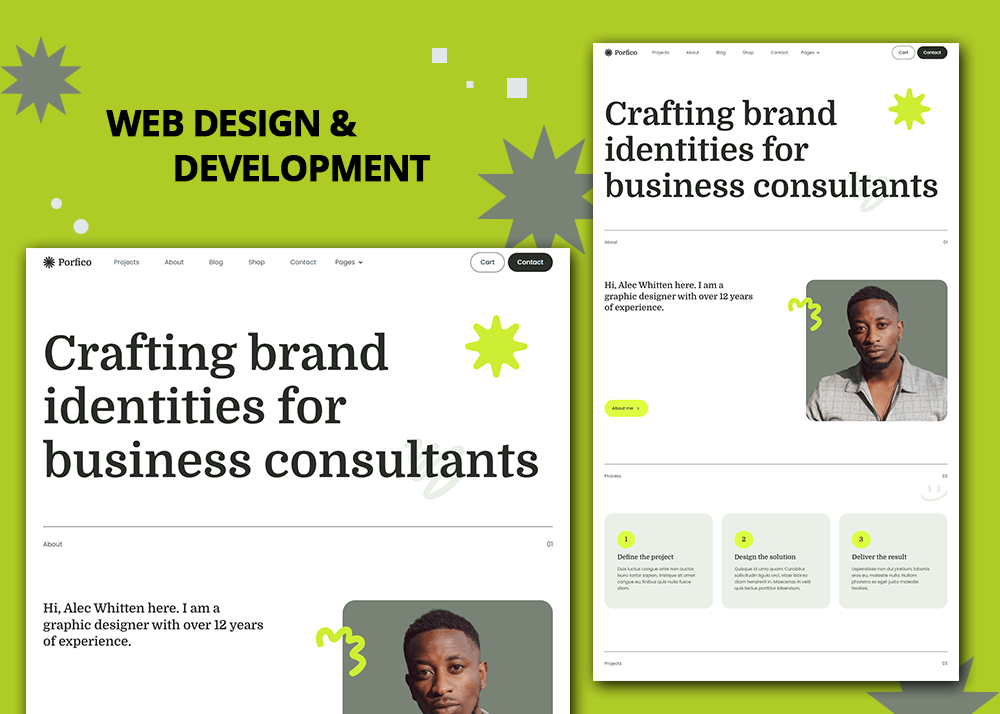 WEB DESIGN &
DEVELOPMENT
Porfico
Projects
About
Blog
Shop
Contact
Pages
Cart
Contact
Crafting brand
identities for
business consultants
About
01
Hi, Alec Whitten here. I am a
graphic designer with over 12 years
of experience.
Porfico
Projects
About
Blog
Shop
Contact
Pages
Cart
Contact
Crafting brand
identities for
business consultants
About
01
Hi, Alec Whitten here. I am a
graphic designer with over 12 years
of experience.
About me
Process
02
1
Define the project
Duis luctus congue ante non auctor.
Nunc tortor sapien, tristique sit amet
congue eu, finibus quis nulla fusce
diam.
2
Design the solution
Quisque id urna quam. Curabitur
sollicitudin ligula orci, vitae lacinia
diam hendrerit in. Maecenas in velit
quis lectus porttitor bibendum.
3
Deliver the result
Uspendisse non dui pretium, lobortis
eros eu, molestie nulla. Nullam
pharetra ex eget justo molestie
facilisis.
Projects
03